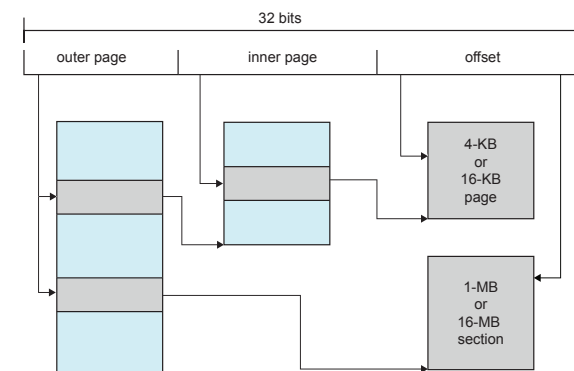 32 bits
outer page
inner page
offset
4-KB
or
16-KB
page
1-MB
or
16-MB
section